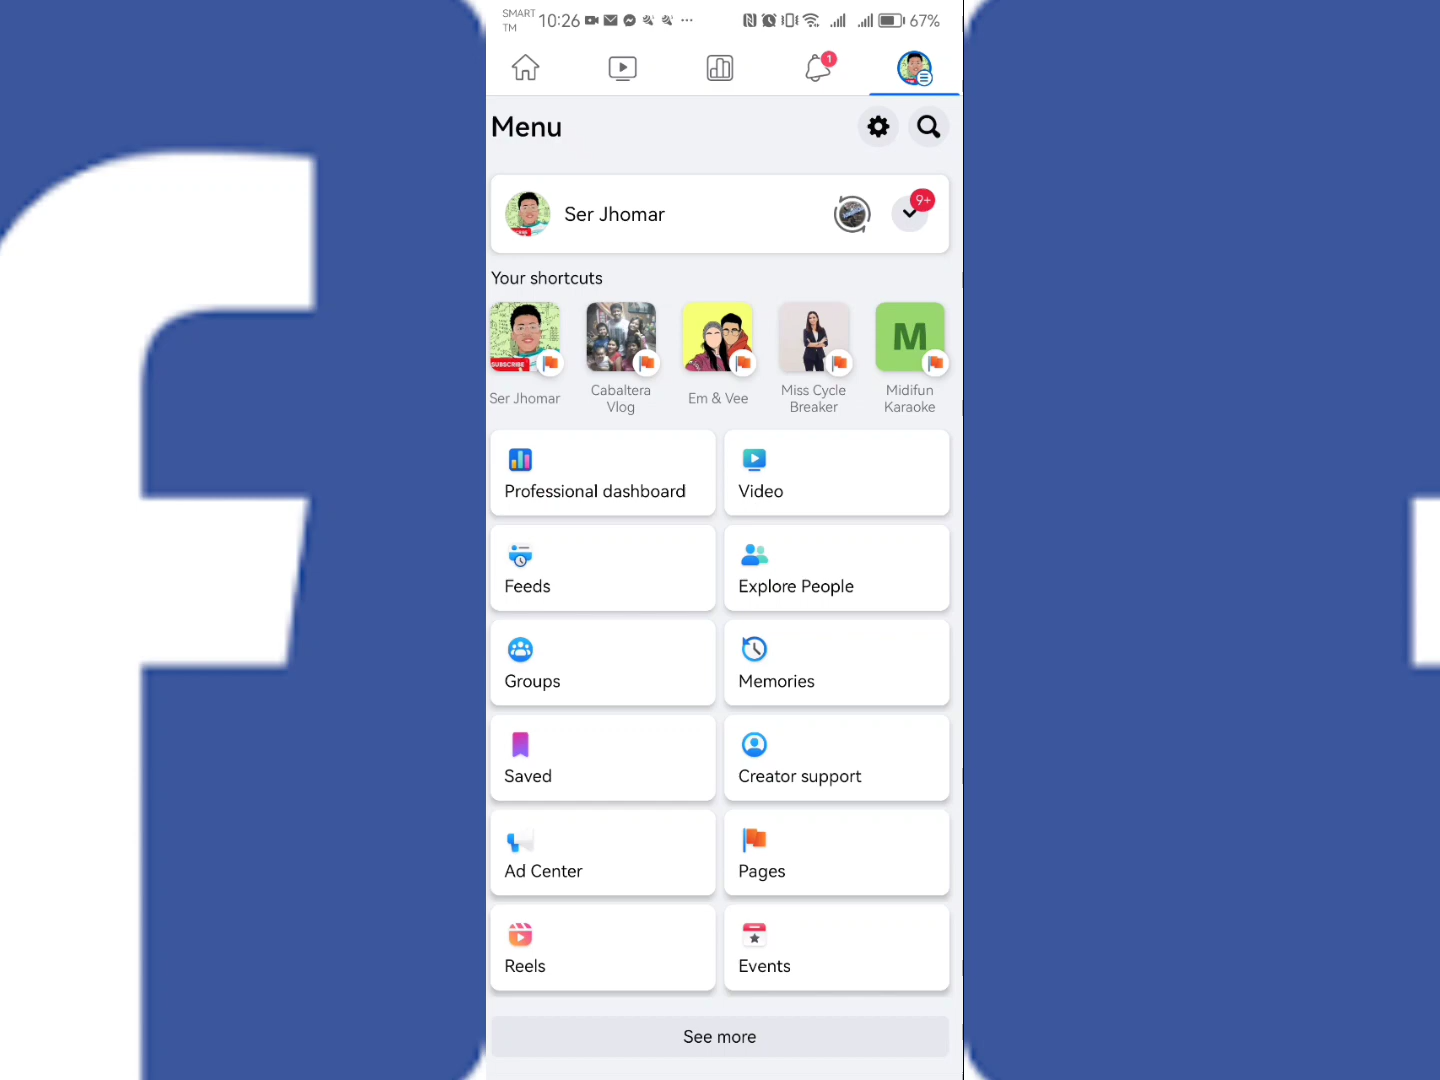 SMART
TM
10:26
67%
1
Menu
Ser Jhomar
9+
Your shortcuts
SUBSCRIBE
M
Ser Jhomar
Cabaltera
Vlog
Em & Vee
Miss Cycle
Breaker
Midifun
Karaoke
Professional dashboard
Video
Feeds
Explore People
Groups
Memories
Saved
Creator support
Ad Center
Pages
Reels
Events
See more